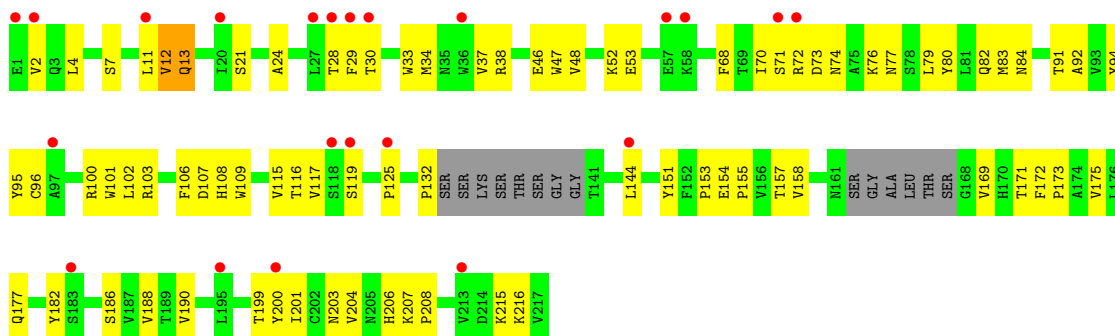 E1 V2 Q3 L4 S7 L11 V12 Q13 I20 S21 A24 L27 T28 F29 T30 W33 M34 N35 W36 V37 R38 E46 W47 V48 K52 E53 E57 K58 F68 T69 I70 S71 R72 D73 N74 A75 K76 N77 S78 L79 Y80 L81 Q82 M83 N84 T91 A92 V93 Y94
Y95 C96 A97 R100 W101 L102 R103 F106 D107 H108 W109 V115 T116 V117 S118 S119 P125 P132 SER SER LYS SER THR SER GLY GLY T141 L144 Y151 F152 P153 E154 P155 V156 T157 V158 N161 SER GLY ALA LEU THR SER G168 V169 H170 T171 F172 P173 A174 V175 L176
Q177 Y182 S183 S186 V187 V188 T189 V190 L195 T199 Y200 I201 C202 N203 V204 N205 H206 K207 P208 V213 D214 K215 K216 V217